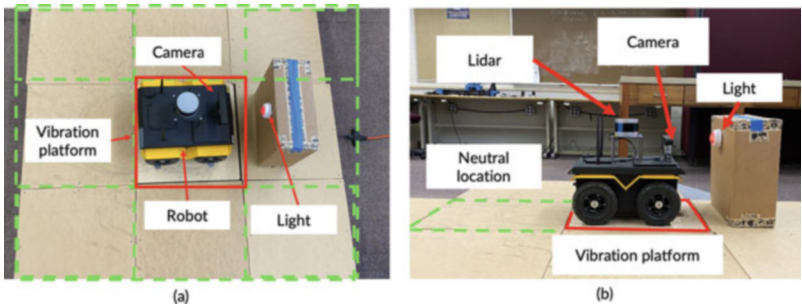 Camera
Vibration
platform
Robot
Light
(a)
Lidar
Camera
Light
Neutral
location
Vibration platform
(b)